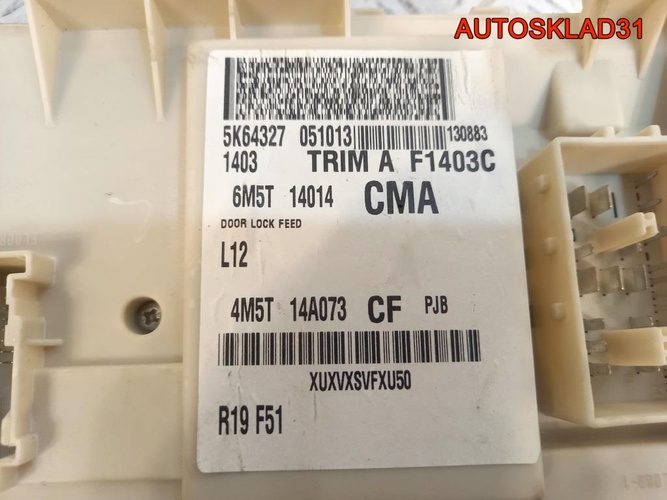 AUTOSKLAD31
5K64327 051013 130883
1403 TRIM A F1403C
6M5T 14014 CMA
DOOR LOCK FEED
L12
4M5T 14A073 CF PJB
XUXVXSVFXU50
R19 F51